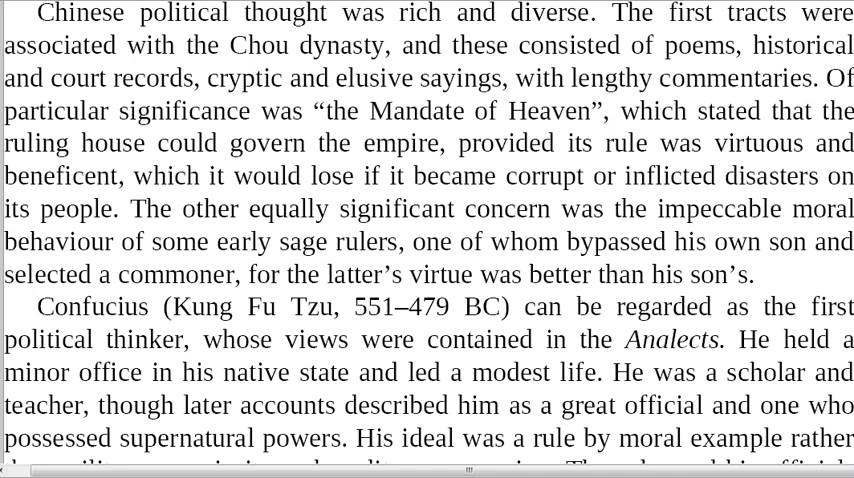 Chinese political thought was rich and diverse. The first tracts were
associated with the Chou dynasty, and these consisted of poems, historical
and court records, cryptic and elusive sayings, with lengthy commentaries. Of
particular significance was “the Mandate of Heaven”, which stated that the
ruling house could govern the empire, provided its rule was virtuous and
beneficent, which it would lose if it became corrupt or inflicted disasters on
its people. The other equally significant concern was the impeccable moral
behaviour of some early sage rulers, one of whom bypassed his own son and
selected a commoner, for the latter’s virtue was better than his son’s.
Confucius (Kung Fu Tzu, 551–479 BC) can be regarded as the first
political thinker, whose views were contained in the Analects. He held a
minor office in his native state and led a modest life. He was a scholar and
teacher, though later accounts described him as a great official and one who
possessed supernatural powers. His ideal was a rule by moral example rather